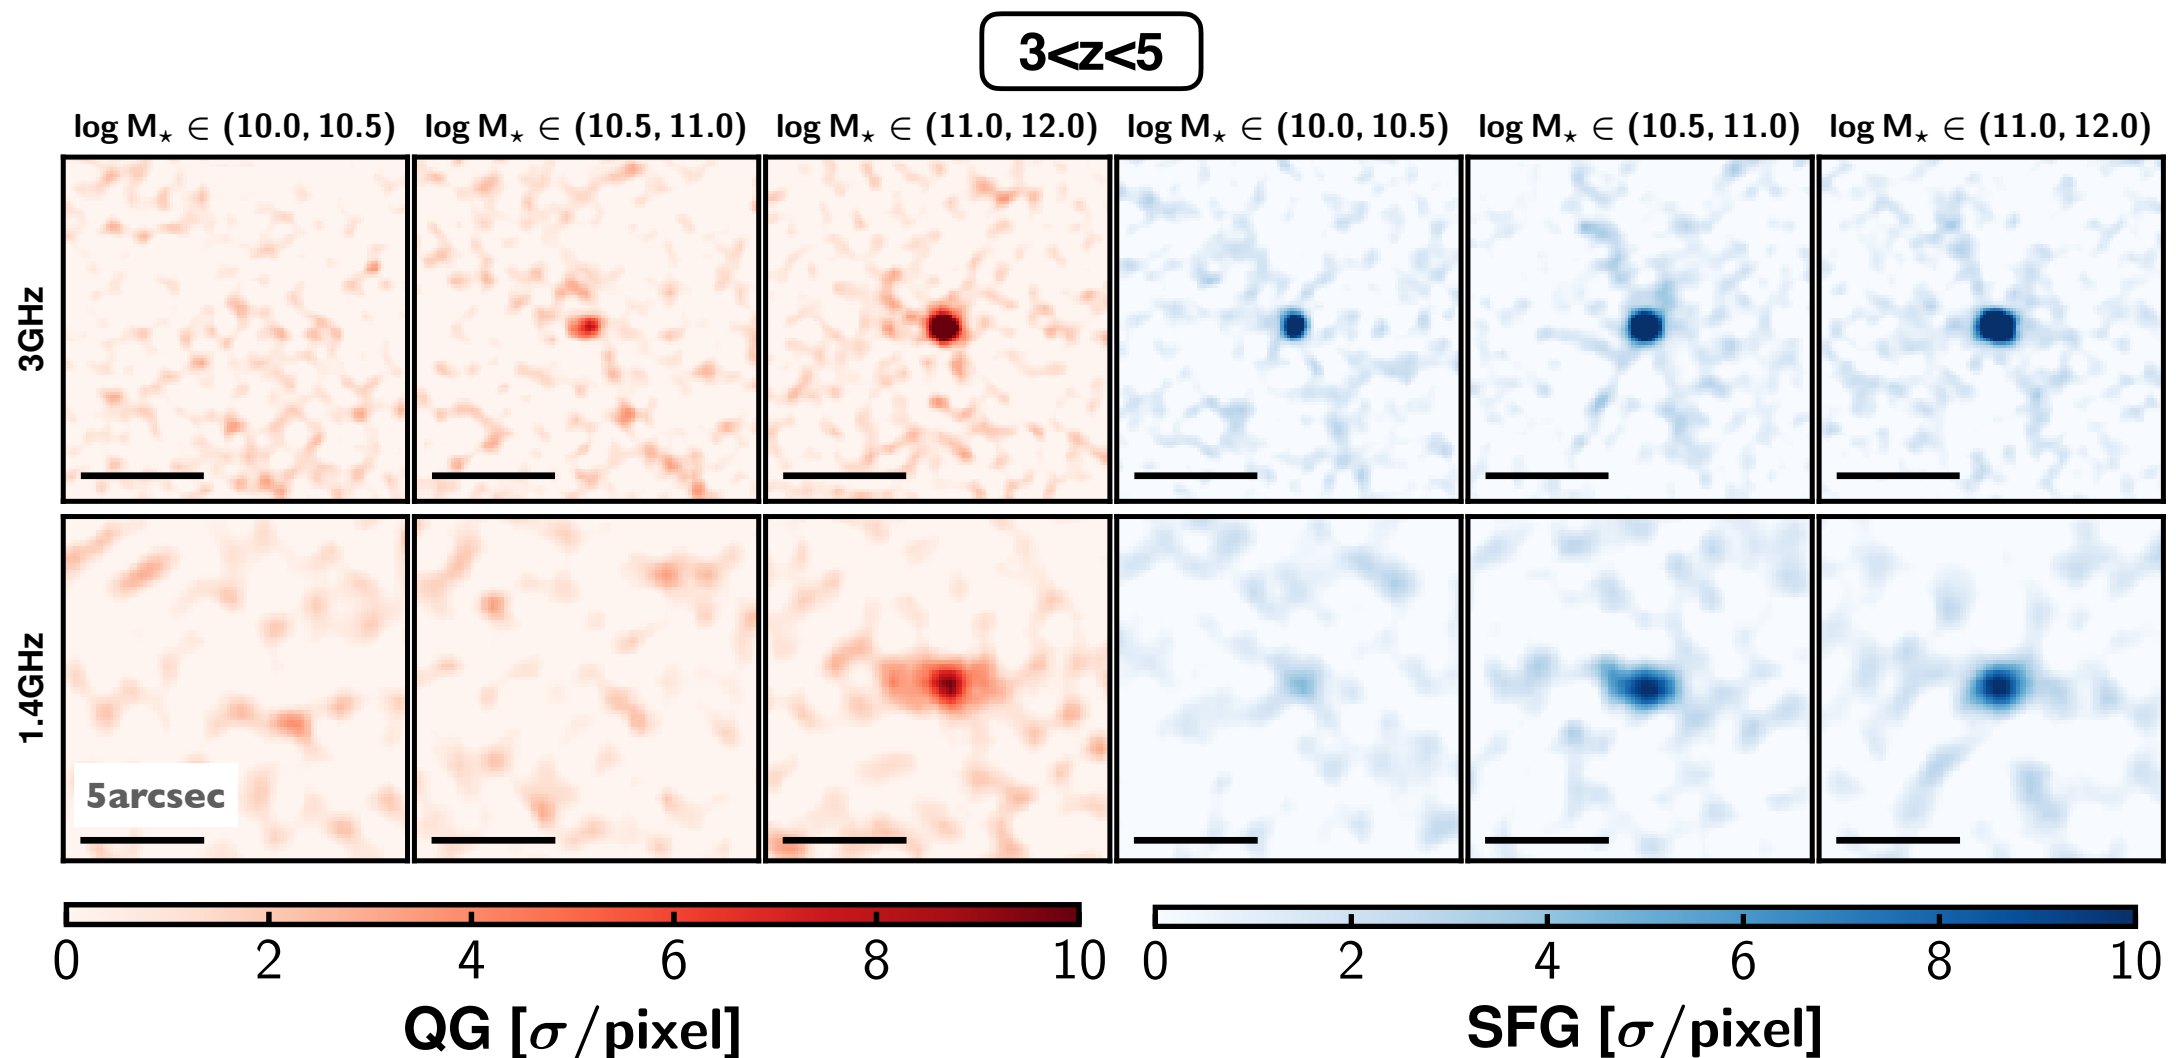 3<z<5
log M⋆ ∈ (10.0, 10.5) log M⋆ ∈ (10.5, 11.0) log M⋆ ∈ (11.0, 12.0) log M⋆ ∈ (10.0, 10.5) log M⋆ ∈ (10.5, 11.0) log M⋆ ∈ (11.0, 12.0)
3GHz
1.4GHz
5arcsec
0 2 4 6 8 10
QG [σ/pixel]
0 2 4 6 8 10
SFG [σ/pixel]